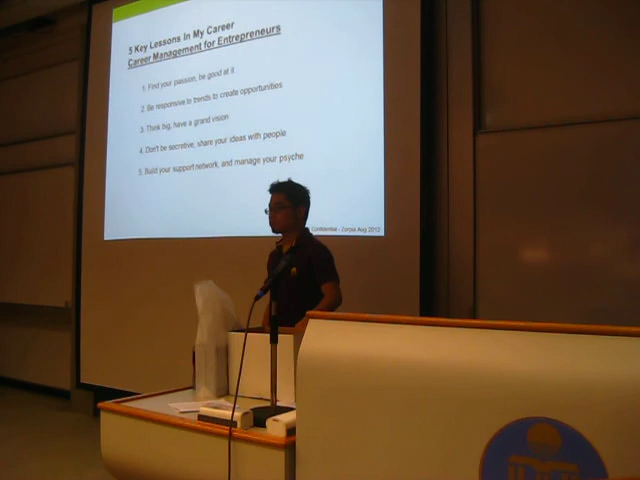 5 Key Lessons In My Career
Career Management for Entrepreneurs
1. Find your passion, be good at it
2. Be responsive to trends to create opportunities
3. Think big, have a grand vision
4. Don't be secretive, share your ideas with people
5. Build your support network, and manage your psyche
Confidential - Zorpia Aug 2012